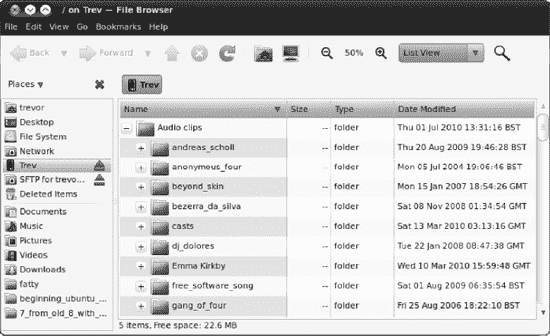 / on Trev — File Browser
File Edit View Go Bookmarks Help
Back Forward 50% List View
Places Trev
trevor
Desktop
File System
Network
Trev
SFTP for trevo...
Deleted Items
Documents
Music
Pictures
Videos
Downloads
fatty
beginning_ubuntu_...
7_from_old_8_with_...
Name Size Type Date Modified
Audio clips -- folder Thu 01 Jul 2010 13:31:16 BST
andreas_scholl -- folder Thu 20 Aug 2009 19:46:28 BST
anonymous_four -- folder Mon 05 Jul 2004 19:06:46 BST
beyond_skin -- folder Mon 15 Jan 2007 18:54:26 GMT
bezerra_da_silva -- folder Sat 08 Nov 2008 01:34:54 GMT
casts -- folder Sat 13 Mar 2010 03:13:16 GMT
dj_dolores -- folder Tue 22 Jan 2008 08:47:38 GMT
Emma Kirkby -- folder Wed 10 Mar 2010 15:59:48 GMT
free_software_song -- folder Sat 01 Aug 2009 06:35:54 BST
gang_of_four -- folder Fri 25 Aug 2006 18:22:10 BST
5 items, Free space: 22.6 MB